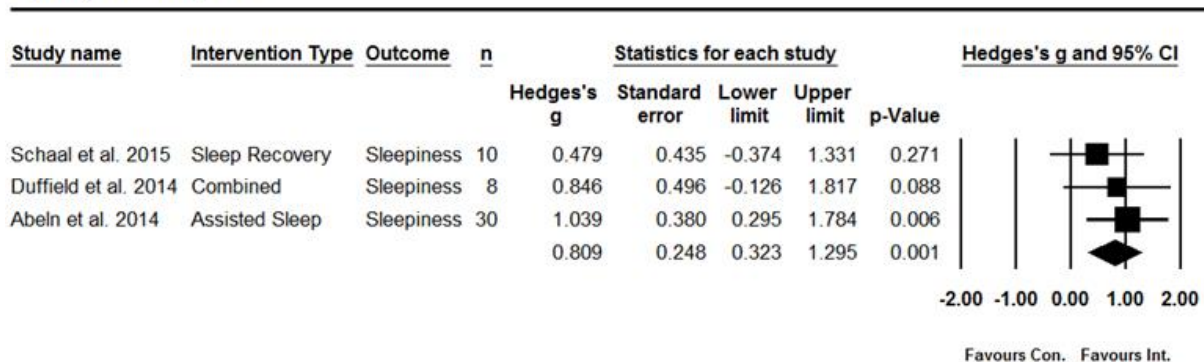 Study name Intervention Type Outcome n Statistics for each study Hedges's g and 95% CI
Hedges's g Standard error Lower limit Upper limit p-Value
Schaal et al. 2015 Sleep Recovery Sleepiness 10 0.479 0.435 -0.374 1.331 0.271
Duffield et al. 2014 Combined Sleepiness 8 0.846 0.496 -0.126 1.817 0.088
Abeln et al. 2014 Assisted Sleep Sleepiness 30 1.039 0.380 0.295 1.784 0.006
0.809 0.248 0.323 1.295 0.001
-2.00 -1.00 0.00 1.00 2.00
Favours Con. Favours Int.